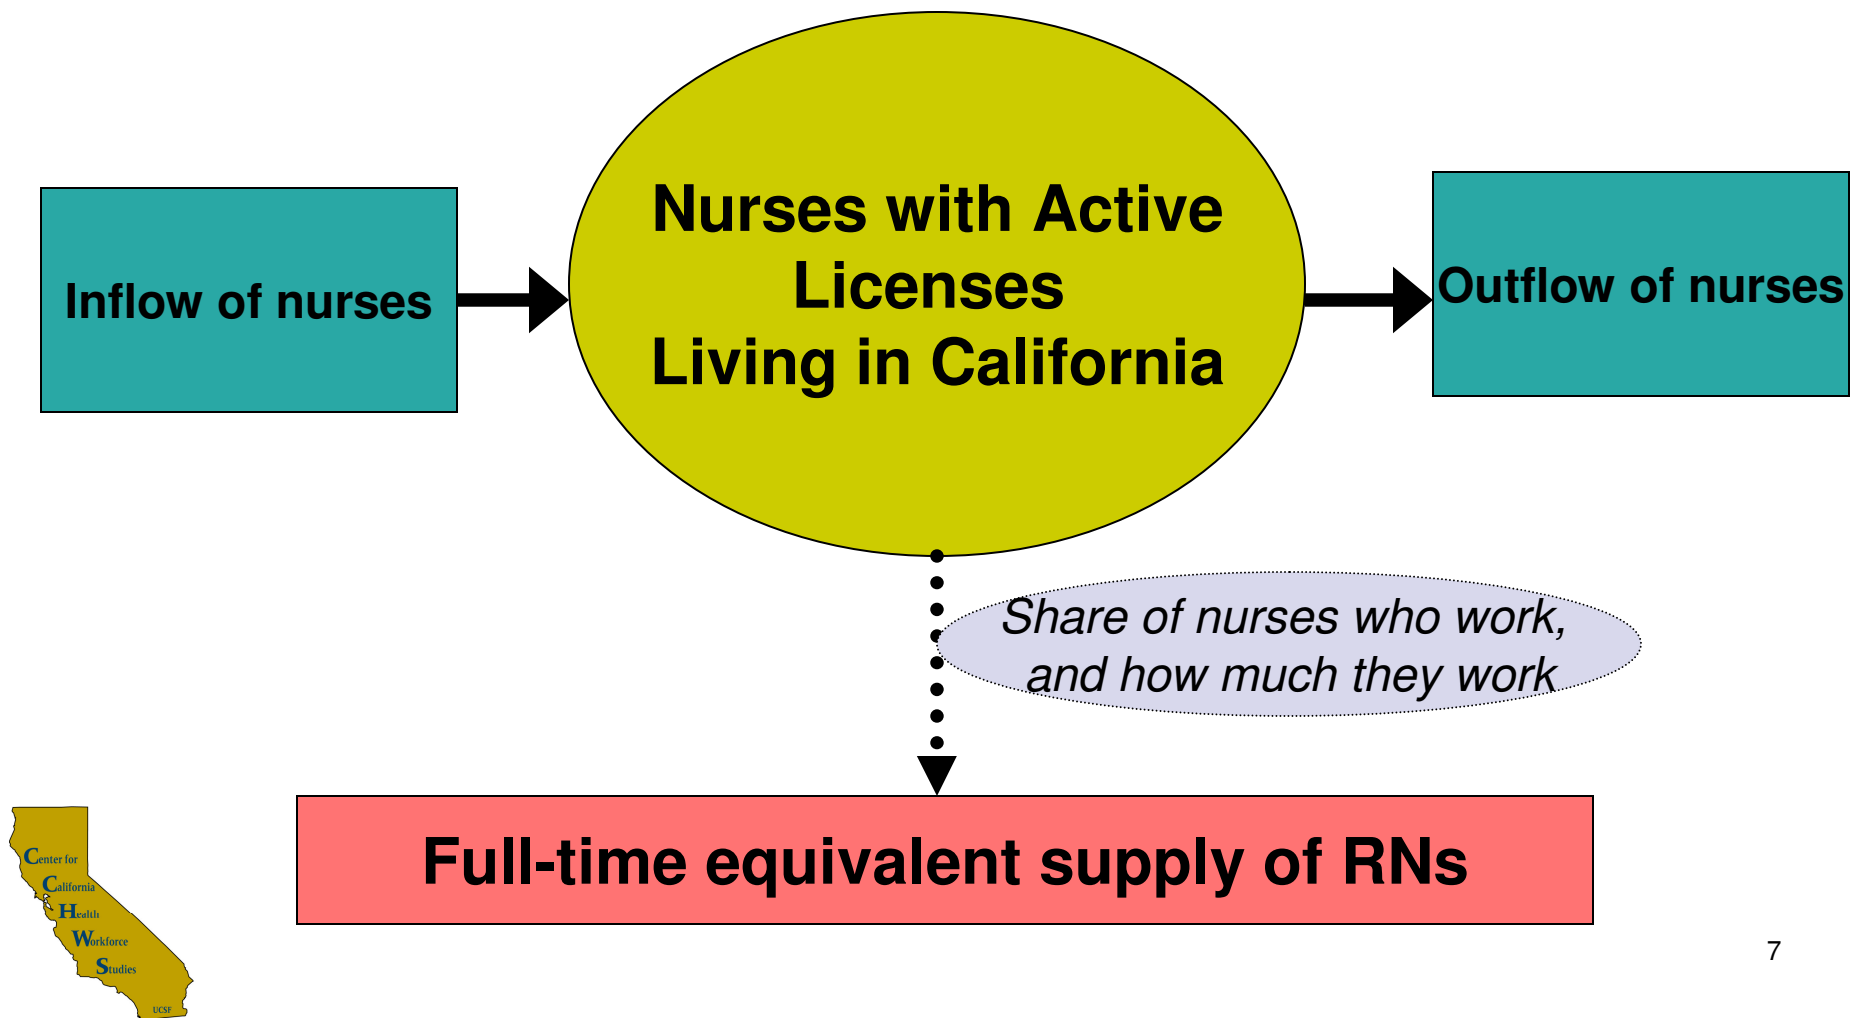 Nurses with Active
Licenses
Living in California
Inflow of nurses
Outflow of nurses
Share of nurses who work,
and how much they work
Full-time equivalent supply of RNs
Center for
California
Health
Workforce
Studies
UCSF
7